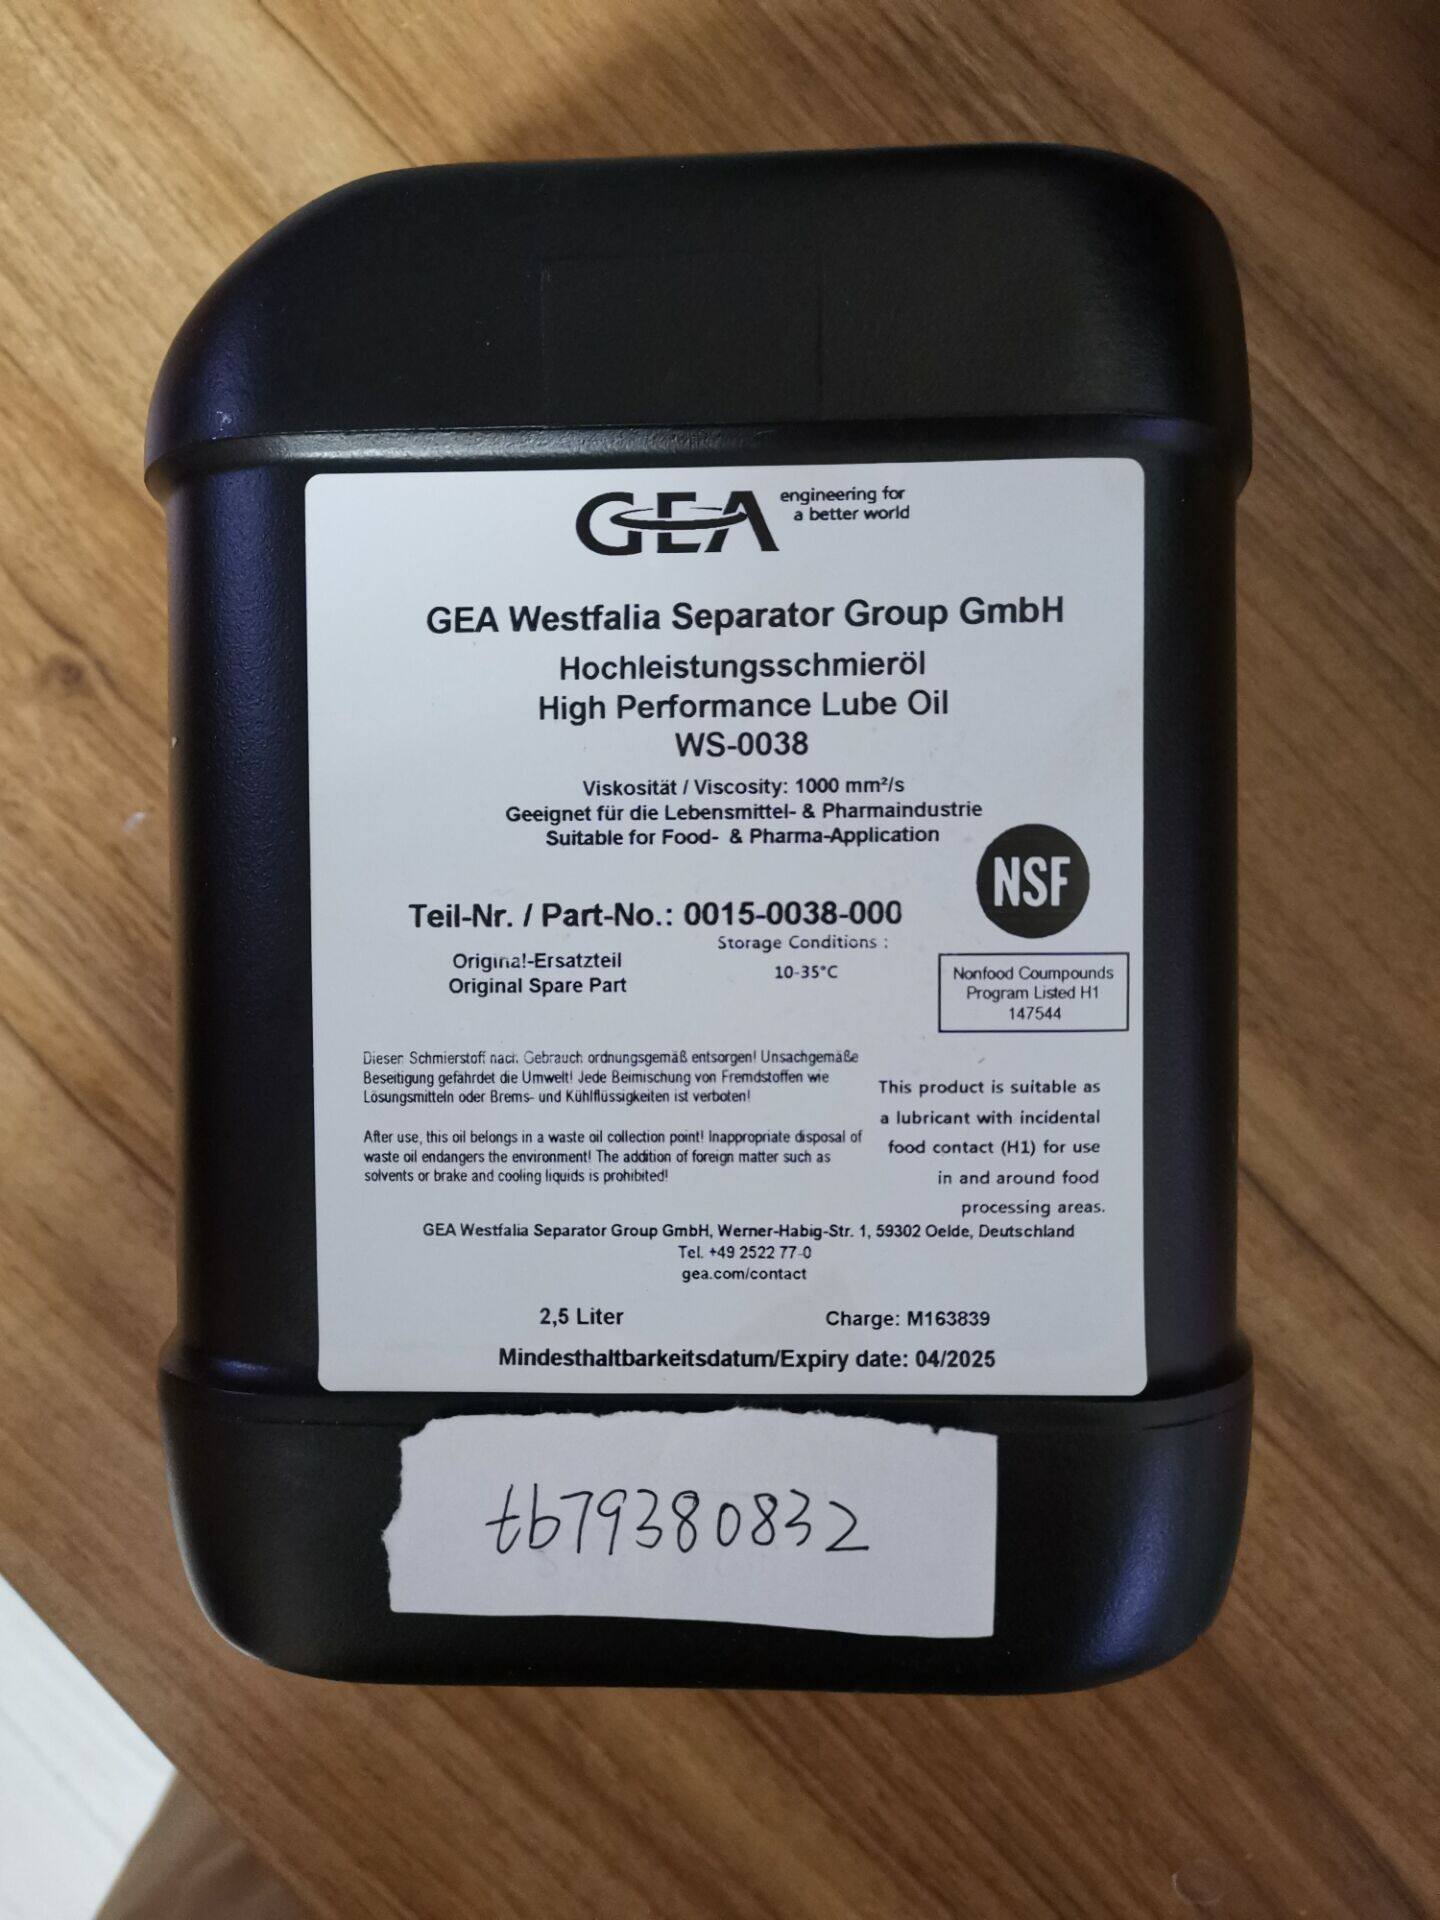 GEA engineering for
a better world
GEA Westfalia Separator Group GmbH
Hochleistungsschmieröl
High Performance Lube Oil
WS-0038
Viskosität / Viscosity: 1000 mm²/s
Geeignet für die Lebensmittel- & Pharmaindustrie
Suitable for Food- & Pharma-Application
NSF
Teil-Nr. / Part-No.: 0015-0038-000
Original-Ersatzteil
Original Spare Part
Storage Conditions :
10-35°C
Nonfood Coumpounds
Program Listed H1
147544
Dieser Schmierstoff nach Gebrauch ordnungsgemäß entsorgen! Unsachgemäße
Beseitigung gefährdet die Umwelt! Jede Beimischung von Fremdstoffen wie
Lösungsmitteln oder Brems- und Kühlflüssigkeiten ist verboten!
After use, this oil belongs in a waste oil collection point! Inappropriate disposal of
waste oil endangers the environment! The addition of foreign matter such as
solvents or brake and cooling liquids is prohibited!
This product is suitable as
a lubricant with incidental
food contact (H1) for use
in and around food
processing areas.
GEA Westfalia Separator Group GmbH, Werner-Habig-Str. 1, 59302 Oelde, Deutschland
Tel. +49 2522 77-0
gea.com/contact
2,5 Liter
Charge: M163839
Mindesthaltbarkeitsdatum/Expiry date: 04/2025
tb79380832